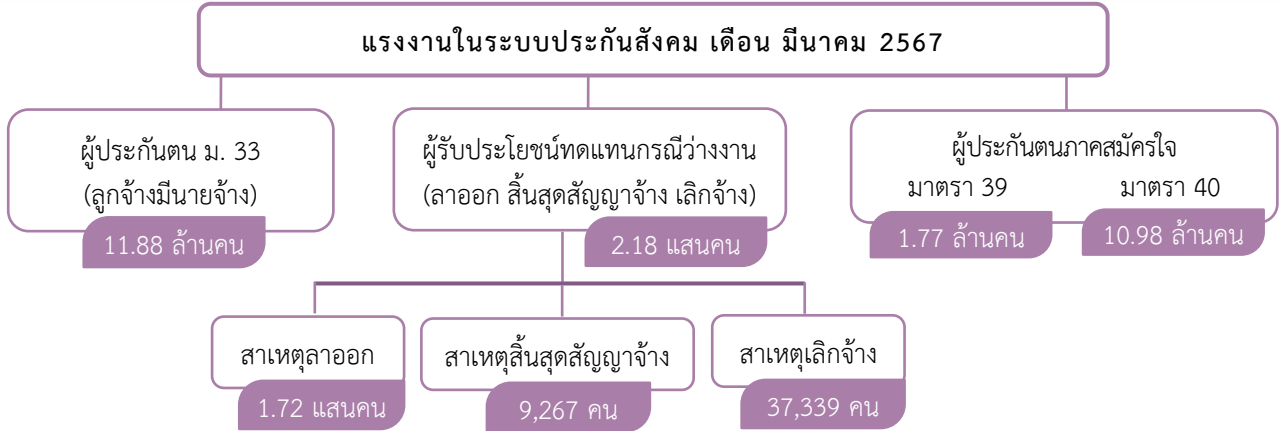 แรงงานในระบบประกันสังคม เดือน มีนาคม 2567
ผู้ประกันตน ม. 33
(ลูกจ้างมีนายจ้าง)
11.88 ล้านคน
ผู้รับประโยชน์ทดแทนกรณีว่างงาน
(ลาออก สิ้นสุดสัญญาจ้าง เลิกจ้าง)
2.18 แสนคน
ผู้ประกันตนภาคสมัครใจ
มาตรา 39 มาตรา 40
1.77 ล้านคน 10.98 ล้านคน
สาเหตุลาออก
1.72 แสนคน
สาเหตุสิ้นสุดสัญญาจ้าง
9,267 คน
สาเหตุเลิกจ้าง
37,339 คน